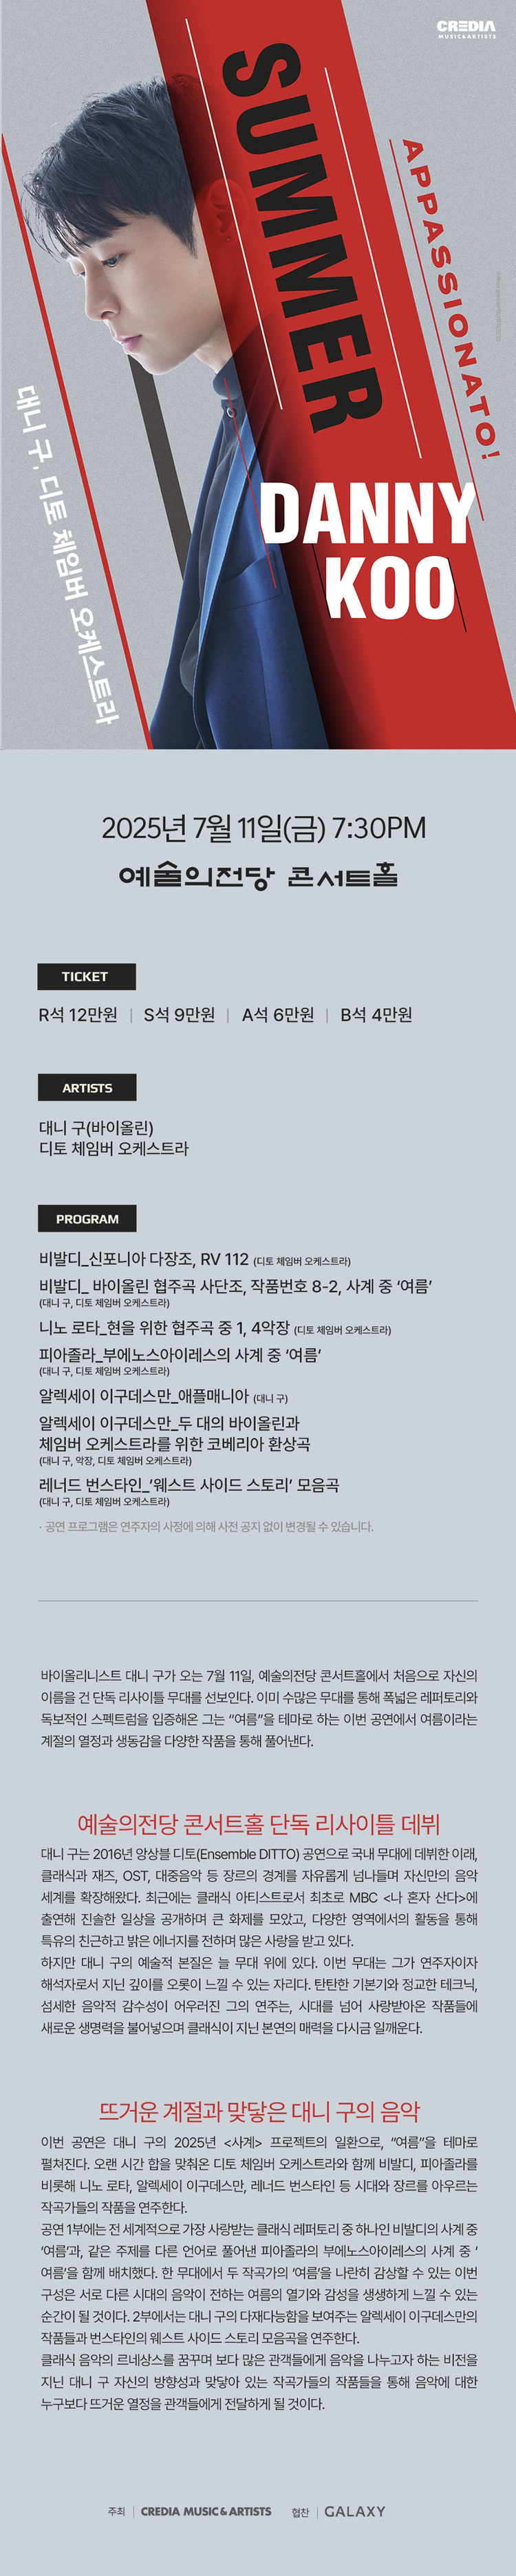 CREDIA
MUSIC&ARTISTS
SUMMER
APPASSIONATO!
DANNY
KOO
대니 구, 디토 체임버 오케스트라
2025년 7월 11일(금) 7:30PM
예술의전당 콘서트홀
TICKET
R석 12만원 | S석 9만원 | A석 6만원 | B석 4만원
ARTISTS
대니 구(바이올린)
디토 체임버 오케스트라
PROGRAM
비발디_신포니아 다장조, RV 112 (디토 체임버 오케스트라)
비발디_ 바이올린 협주곡 사단조, 작품번호 8-2, 사계 중 ‘여름’
(대니 구, 디토 체임버 오케스트라)
니노 로타_현을 위한 협주곡 중 1, 4악장 (디토 체임버 오케스트라)
피아졸라_부에노스아이레스의 사계 중 ‘여름’
(대니 구, 디토 체임버 오케스트라)
알렉세이 이구데스만_애플매니아 (대니 구)
알렉세이 이구데스만_두 대의 바이올린과
체임버 오케스트라를 위한 코베리아 환상곡
(대니 구, 악장, 디토 체임버 오케스트라)
레너드 번스타인_‘웨스트 사이드 스토리’ 모음곡
(대니 구, 디토 체임버 오케스트라)
· 공연 프로그램은 연주자의 사정에 의해 사전 공지 없이 변경될 수 있습니다.
바이올리니스트 대니 구가 오는 7월 11일, 예술의전당 콘서트홀에서 처음으로 자신의
이름을 건 단독 리사이틀 무대를 선보인다. 이미 수많은 무대를 통해 폭넓은 레퍼토리와
독보적인 스펙트럼을 입증해온 그는 “여름”을 테마로 하는 이번 공연에서 여름이라는
계절의 열정과 생동감을 다양한 작품을 통해 풀어낸다.
예술의전당 콘서트홀 단독 리사이틀 데뷔
대니 구는 2016년 앙상블 디토(Ensemble DITTO) 공연으로 국내 무대에 데뷔한 이래,
클래식과 재즈, OST, 대중음악 등 장르의 경계를 자유롭게 넘나들며 자신만의 음악
세계를 확장해왔다. 최근에는 클래식 아티스트로서 최초로 MBC <나 혼자 산다>에
출연해 진솔한 일상을 공개하며 큰 화제를 모았고, 다양한 영역에서의 활동을 통해
특유의 친근하고 밝은 에너지를 전하며 많은 사랑을 받고 있다.
하지만 대니 구의 예술적 본질은 늘 무대 위에 있다. 이번 무대는 그가 연주자이자
해석자로서 지닌 깊이를 오롯이 느낄 수 있는 자리다. 탄탄한 기본기와 정교한 테크닉,
섬세한 음악적 감수성이 어우러진 그의 연주는, 시대를 넘어 사랑받아온 작품들에
새로운 생명력을 불어넣으며 클래식이 지닌 본연의 매력을 다시금 일깨운다.
뜨거운 계절과 맞닿은 대니 구의 음악
이번 공연은 대니 구의 2025년 <사계> 프로젝트의 일환으로, “여름”을 테마로
펼쳐진다. 오랜 시간 합을 맞춰온 디토 체임버 오케스트라와 함께 비발디, 피아졸라를
비롯해 니노 로타, 알렉세이 이구데스만, 레너드 번스타인 등 시대와 장르를 아우르는
작곡가들의 작품을 연주한다.
공연 1부에는 전 세계적으로 가장 사랑받는 클래식 레퍼토리 중 하나인 비발디의 사계 중
‘여름’과, 같은 주제를 다른 언어로 풀어낸 피아졸라의 부에노스아이레스의 사계 중 ‘
여름’을 함께 배치했다. 한 무대에서 두 작곡가의 ‘여름’을 나란히 감상할 수 있는 이번
구성은 서로 다른 시대의 음악이 전하는 여름의 열기와 감성을 생생하게 느낄 수 있는
순간이 될 것이다. 2부에서는 대니 구의 다재다능함을 보여주는 알렉세이 이구데스만의
작품들과 번스타인의 웨스트 사이드 스토리 모음곡을 연주한다.
클래식 음악의 르네상스를 꿈꾸며 보다 많은 관객들에게 음악을 나누고자 하는 비전을
지닌 대니 구 자신의 방향성과 맞닿아 있는 작곡가들의 작품들을 통해 음악에 대한
누구보다 뜨거운 열정을 관객들에게 전달하게 될 것이다.
주최 | CREDIA MUSIC & ARTISTS 협찬 | GALAXY